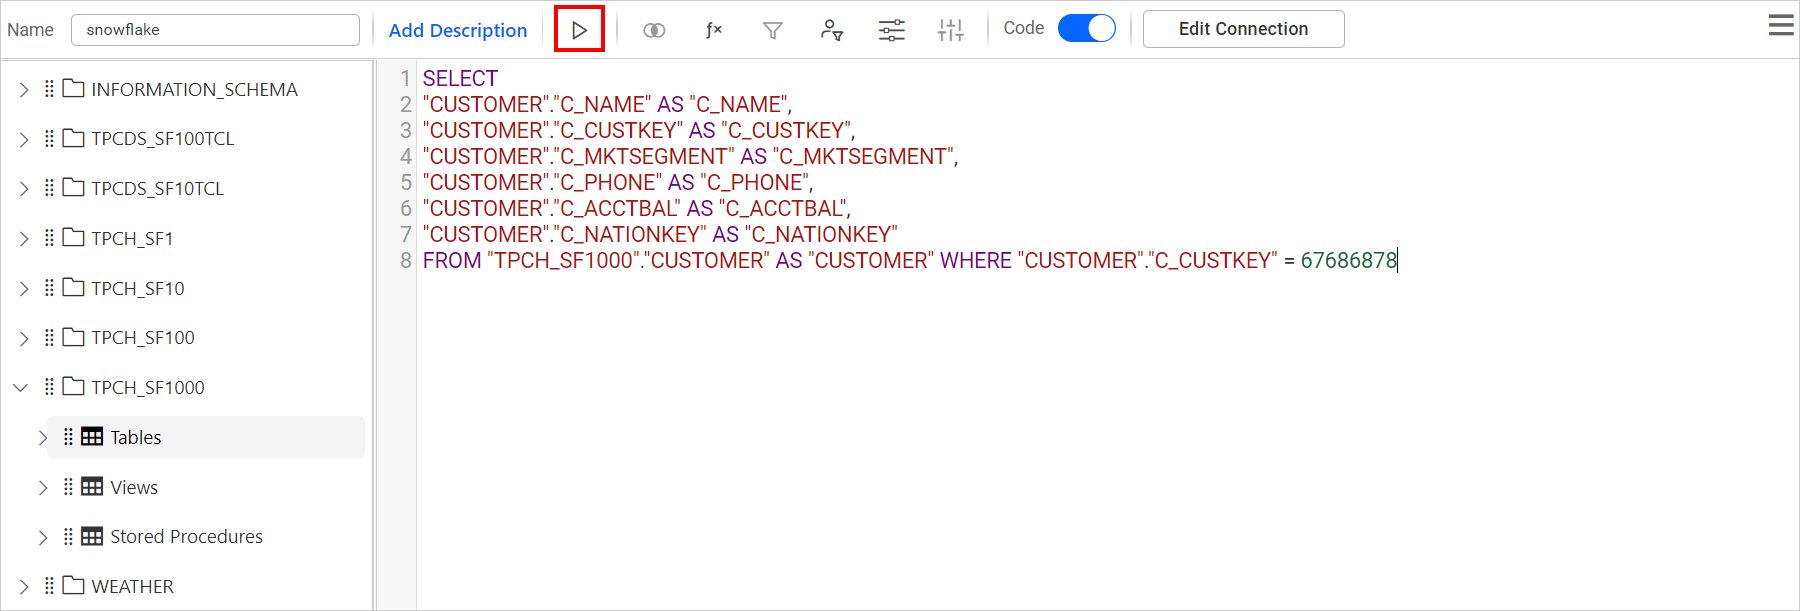 Name snowflake Add Description ƒx Code Edit Connection
INFORMATION_SCHEMA
TPCDS_SF100TCL
TPCDS_SF10TCL
TPCH_SF1
TPCH_SF10
TPCH_SF100
TPCH_SF1000
Tables
Views
Stored Procedures
WEATHER
1 SELECT
2 "CUSTOMER"."C_NAME" AS "C_NAME",
3 "CUSTOMER"."C_CUSTKEY" AS "C_CUSTKEY",
4 "CUSTOMER"."C_MKTSEGMENT" AS "C_MKTSEGMENT",
5 "CUSTOMER"."C_PHONE" AS "C_PHONE",
6 "CUSTOMER"."C_ACCTBAL" AS "C_ACCTBAL",
7 "CUSTOMER"."C_NATIONKEY" AS "C_NATIONKEY"
8 FROM "TPCH_SF1000"."CUSTOMER" AS "CUSTOMER" WHERE "CUSTOMER"."C_CUSTKEY" = 67686878